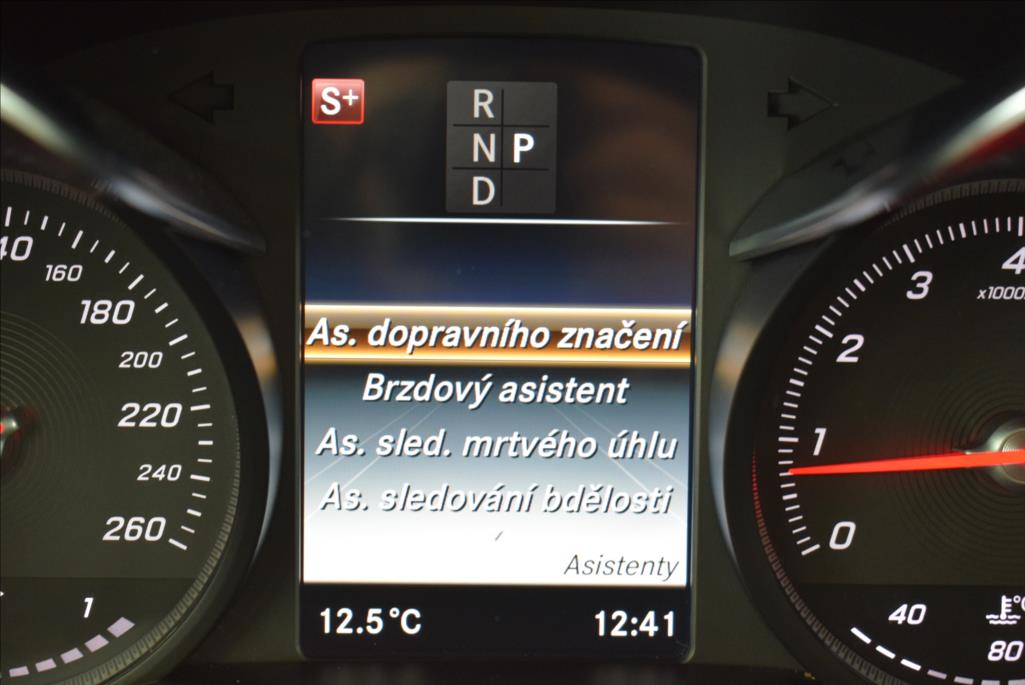 S+
R
N P
D
As. dopravního značení
Brzdový asistent
As. sled. mrtvého úhlu
As. sledování bdělosti
Asistenty
12.5°C 12:41
160
180
200
220
240
260
1
4
3
x1000
2
1
0
40
80